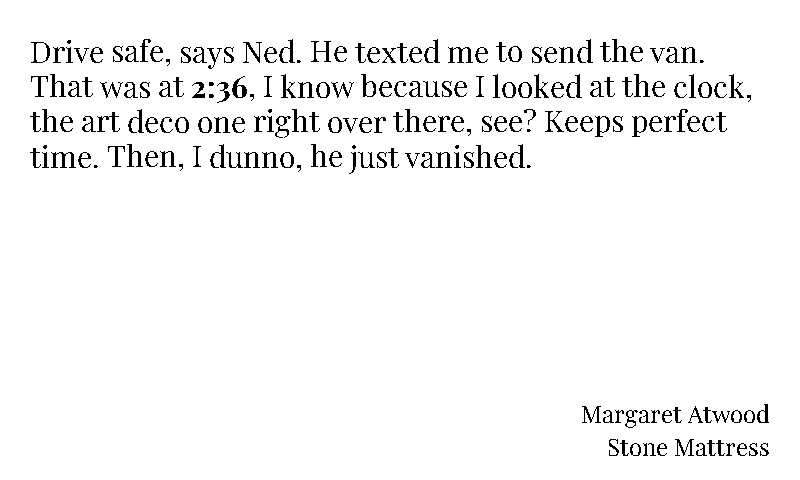 Drive safe, says Ned. He texted me to send the van.
That was at 2:36, I know because I looked at the clock,
the art deco one right over there, see? Keeps perfect
time. Then, I dunno, he just vanished.
Margaret Atwood
Stone Mattress